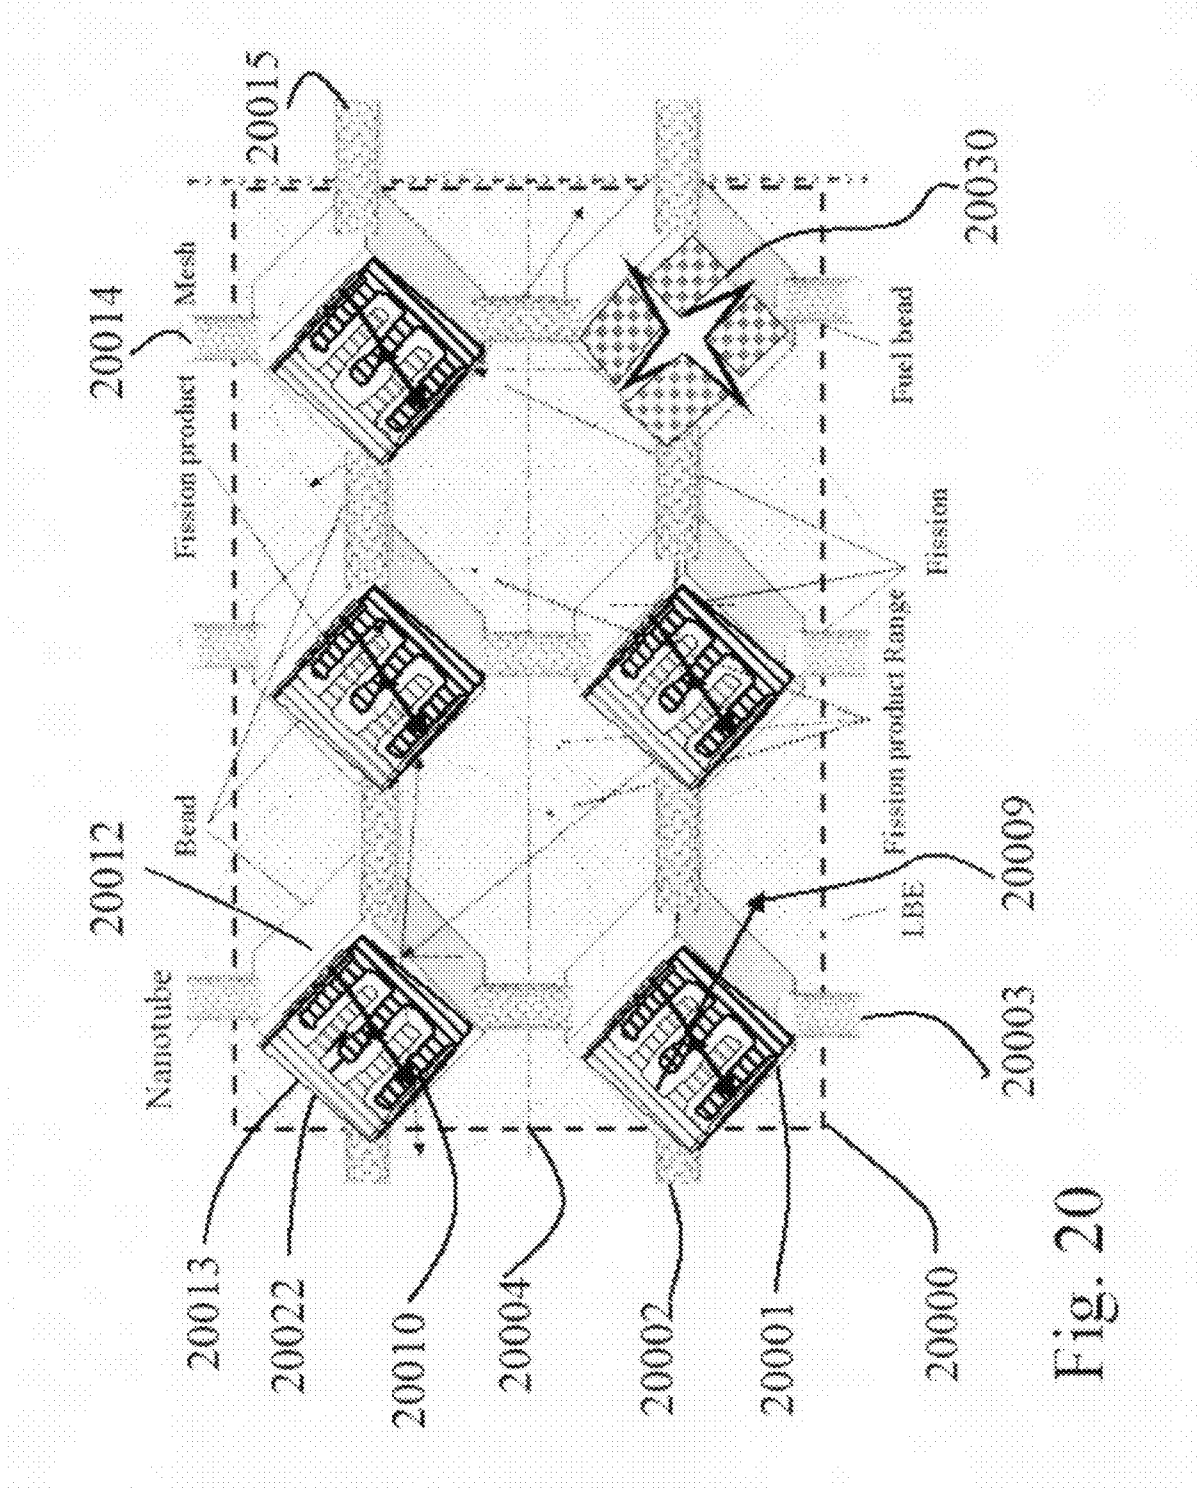 20013
20022
20010
20004
20002
20001
20000
Nanotube
20012
Bead
Fission product
20014
Mesh
20015
20030
Fuel bead
Fission
Fission product Range
20009
LBE
20003
Fig. 20